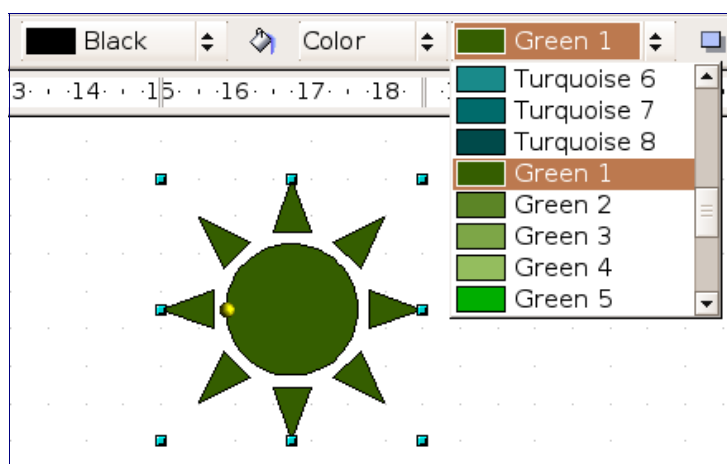 Black Color Green 1
3 14 15 16 17 18
Turquoise 6
Turquoise 7
Turquoise 8
Green 1
Green 2
Green 3
Green 4
Green 5